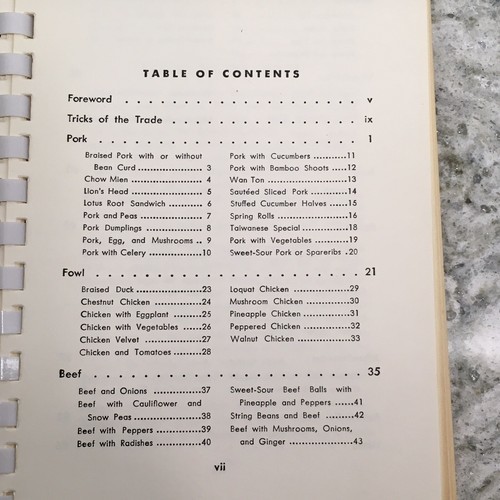 TABLE OF CONTENTS
Foreword . . . . . . . . . . . . . . . . . . . . . v
Tricks of the Trade . . . . . . . . . . . . . . . . ix
Pork . . . . . . . . . . . . . . . . . . . . . . . 1
Braised Pork with or without
Bean Curd .................. 3
Chow Mien .................. 4
Lion's Head .................. 5
Lotus Root Sandwich ......... 6
Pork and Peas ............... 7
Pork Dumplings .............. 8
Pork, Egg, and Mushrooms .. 9
Pork with Celery .............10
Pork with Cucumbers ...........11
Pork with Bamboo Shoots .....12
Wan Ton .....................13
Sautéed Sliced Pork ...........14
Stuffed Cucumber Halves ......15
Spring Rolls ..................16
Taiwanese Special .............18
Pork with Vegetables ..........19
Sweet-Sour Pork or Spareribs .20
Fowl . . . . . . . . . . . . . . . . . . . . . . . 21
Braised Duck .................23
Chestnut Chicken .............24
Chicken with Eggplant ........25
Chicken with Vegetables ......26
Chicken Velvet ...............27
Chicken and Tomatoes ........28
Loquat Chicken ...............29
Mushroom Chicken ............30
Pineapple Chicken .............31
Peppered Chicken .............32
Walnut Chicken ..............33
Beef . . . . . . . . . . . . . . . . . . . . . . . 35
Beef and Onions .............37
Beef with Cauliflower and
Snow Peas .................38
Beef with Peppers ............39
Beef with Radishes ...........40
Sweet-Sour Beef Balls with
Pineapple and Peppers .....41
String Beans and Beef ........42
Beef with Mushrooms, Onions,
and Ginger .................43
vii